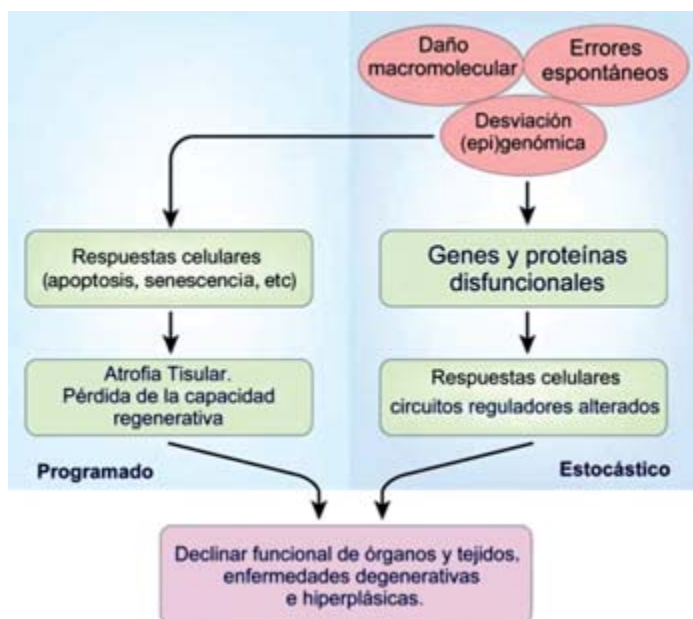 Daño
macromolecular
Errores
espontáneos
Desviación
(epi)genómica
Respuestas celulares
(apoptosis, senescencia, etc)
Genes y proteínas
disfuncionales
Atrofia Tisular.
Pérdida de la capacidad
regenerativa
Respuestas celulares
circuitos reguladores alterados
Programado
Estocástico
Declinar funcional de órganos y tejidos.
enfermedades degenerativas
e hiperplásicas.